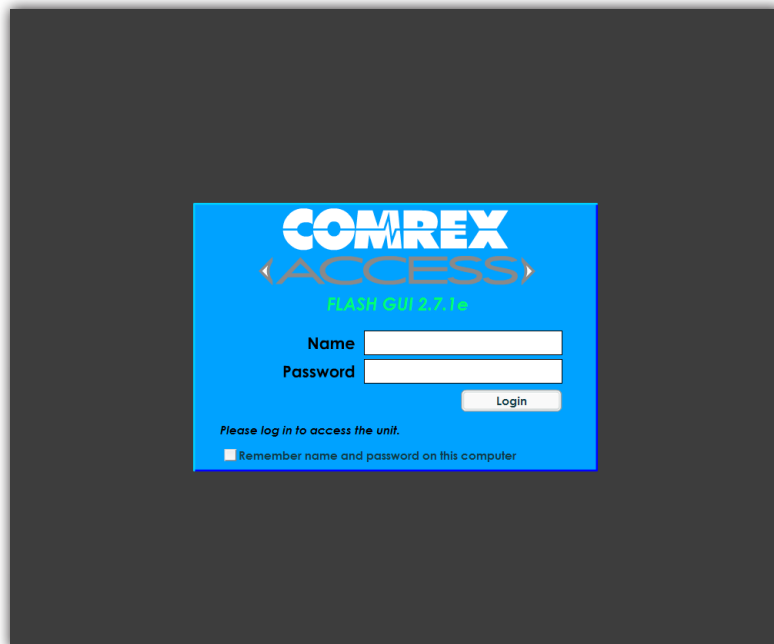 COMREX
ACCESS
FLASH GUI 2.7.1e
Name
Password
Login
Please log in to access the unit.
Remember name and password on this computer